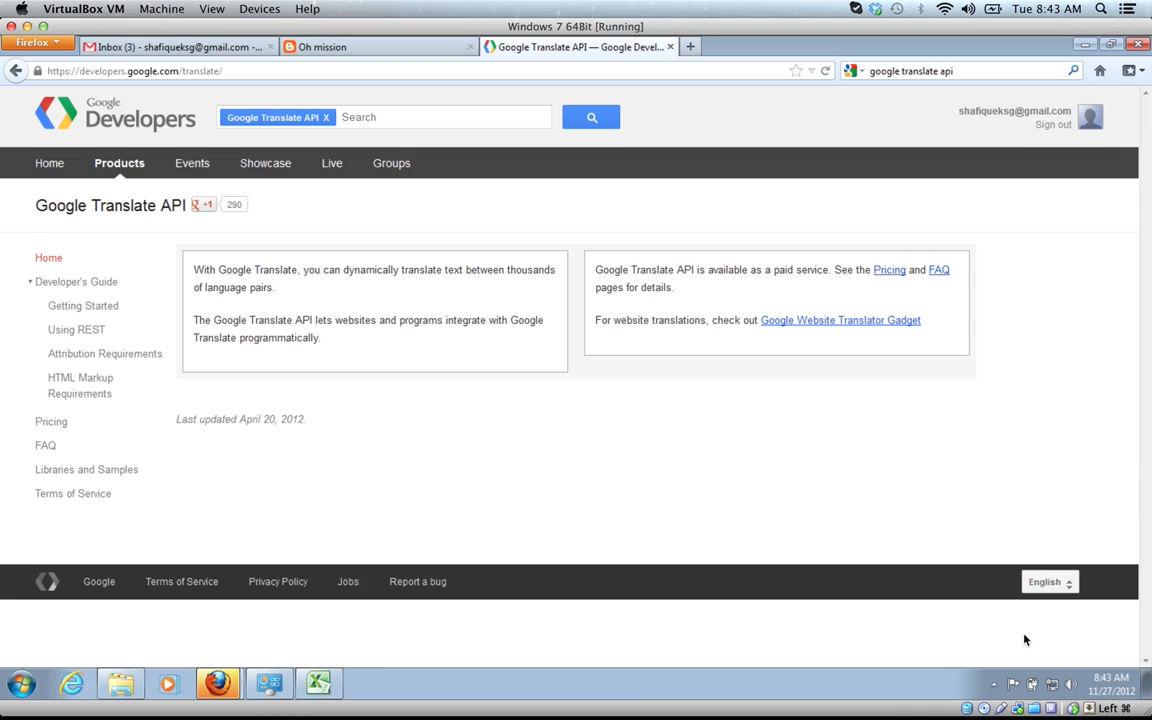 VirtualBox VM Machine View Devices Help Tue 8:43 AM
Windows 7 64Bit [Running]
Firefox
Inbox (3) - shafiqueksg@gmail.com -... Oh mission Google Translate API — Google Devel...
https://developers.google.com/translate/ google translate api
Google Developers
Google Translate API X Search
shafiqueksg@gmail.com
Sign out
Home Products Events Showcase Live Groups
Google Translate API +1 290
Home
Developer's Guide
Getting Started
Using REST
Attribution Requirements
HTML Markup
Requirements
Pricing
FAQ
Libraries and Samples
Terms of Service
With Google Translate, you can dynamically translate text between thousands
of language pairs.
The Google Translate API lets websites and programs integrate with Google
Translate programmatically.
Google Translate API is available as a paid service. See the Pricing and FAQ
pages for details.
For website translations, check out Google Website Translator Gadget
Last updated April 20, 2012.
Google Terms of Service Privacy Policy Jobs Report a bug English
8:43 AM
11/27/2012
Left ⌘